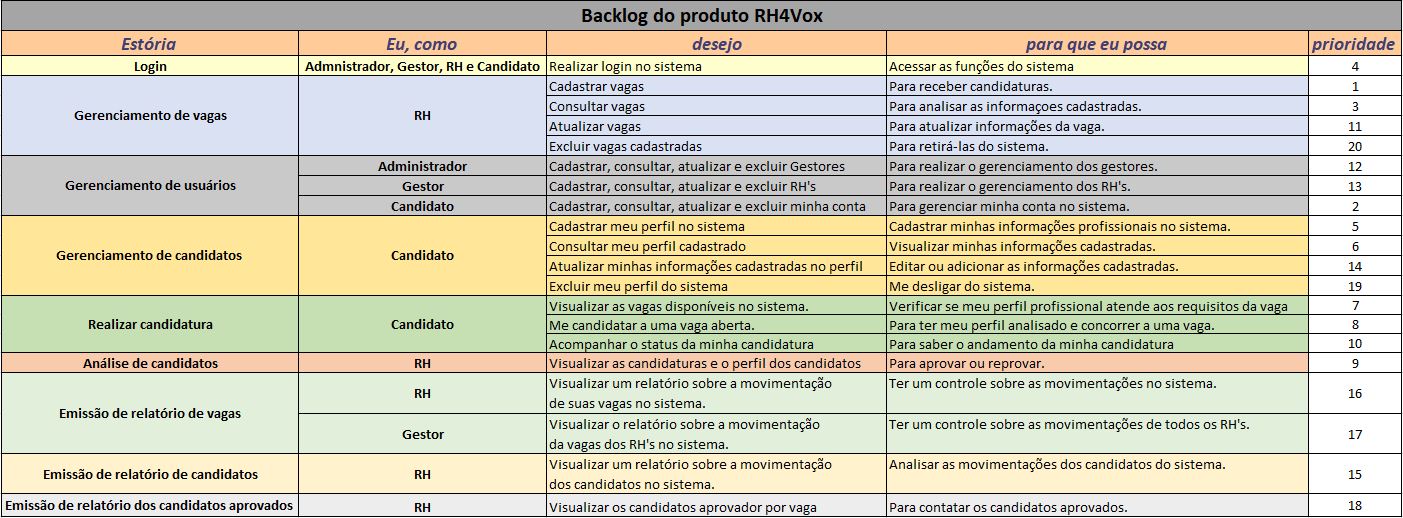 Backlog do produto RH4Vox
Estória Eu, como desejo para que eu possa prioridade
Login Admnistrador, Gestor, RH e Candidato Realizar login no sistema Acessar as funções do sistema 4
Gerenciamento de vagas RH Cadastrar vagas Para receber candidaturas. 1
Consultar vagas Para analisar as informaçoes cadastradas. 3
Atualizar vagas Para atualizar informações da vaga. 11
Excluir vagas cadastradas Para retirá-las do sistema. 20
Gerenciamento de usuários Administrador Cadastrar, consultar, atualizar e excluir Gestores Para realizar o gerenciamento dos gestores. 12
Gestor Cadastrar, consultar, atualizar e excluir RH's Para realizar o gerenciamento dos RH's. 13
Candidato Cadastrar, consultar, atualizar e excluir minha conta Para gerenciar minha conta no sistema. 2
Gerenciamento de candidatos Candidato Cadastrar meu perfil no sistema Cadastrar minhas informações profissionais no sistema. 5
Consultar meu perfil cadastrado Visualizar minhas informações cadastradas. 6
Atualizar minhas informações cadastradas no perfil Editar ou adicionar as informações cadastradas. 14
Excluir meu perfil do sistema Me desligar do sistema. 19
Realizar candidatura Candidato Visualizar as vagas disponíveis no sistema. Verificar se meu perfil profissional atende aos requisitos da vaga 7
Me candidatar a uma vaga aberta. Para ter meu perfil analisado e concorrer a uma vaga. 8
Acompanhar o status da minha candidatura Para saber o andamento da minha candidatura 10
Análise de candidatos RH Visualizar as candidaturas e o perfil dos candidatos Para aprovar ou reprovar. 9
Emissão de relatório de vagas RH Visualizar um relatório sobre a movimentação Ter um controle sobre as movimentações no sistema. 16
de suas vagas no sistema.
Gestor Visualizar o relatório sobre a movimentação Ter um controle sobre as movimentações de todos os RH's. 17
da vagas dos RH's no sistema.
Emissão de relatório de candidatos RH Visualizar um relatório sobre a movimentação Analisar as movimentações dos candidatos do sistema. 15
dos candidatos no sistema.
Emissão de relatório dos candidatos aprovados RH Visualizar os candidatos aprovador por vaga Para contatar os candidatos aprovados. 18